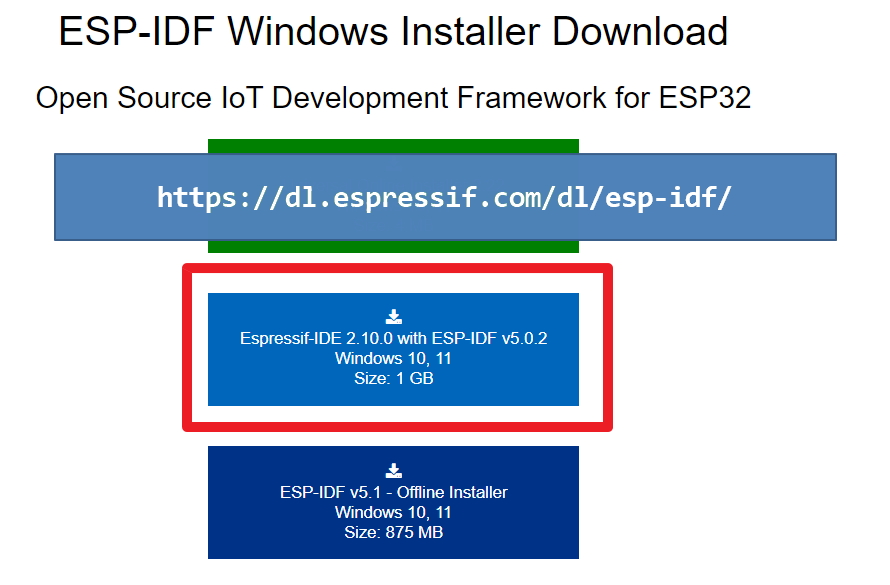 ESP-IDF Windows Installer Download
Open Source IoT Development Framework for ESP32
https://dl.espressif.com/dl/esp-idf/
Espressif-IDE 2.10.0 with ESP-IDF v5.0.2
Windows 10, 11
Size: 1 GB
ESP-IDF v5.1 - Offline Installer
Windows 10, 11
Size: 875 MB